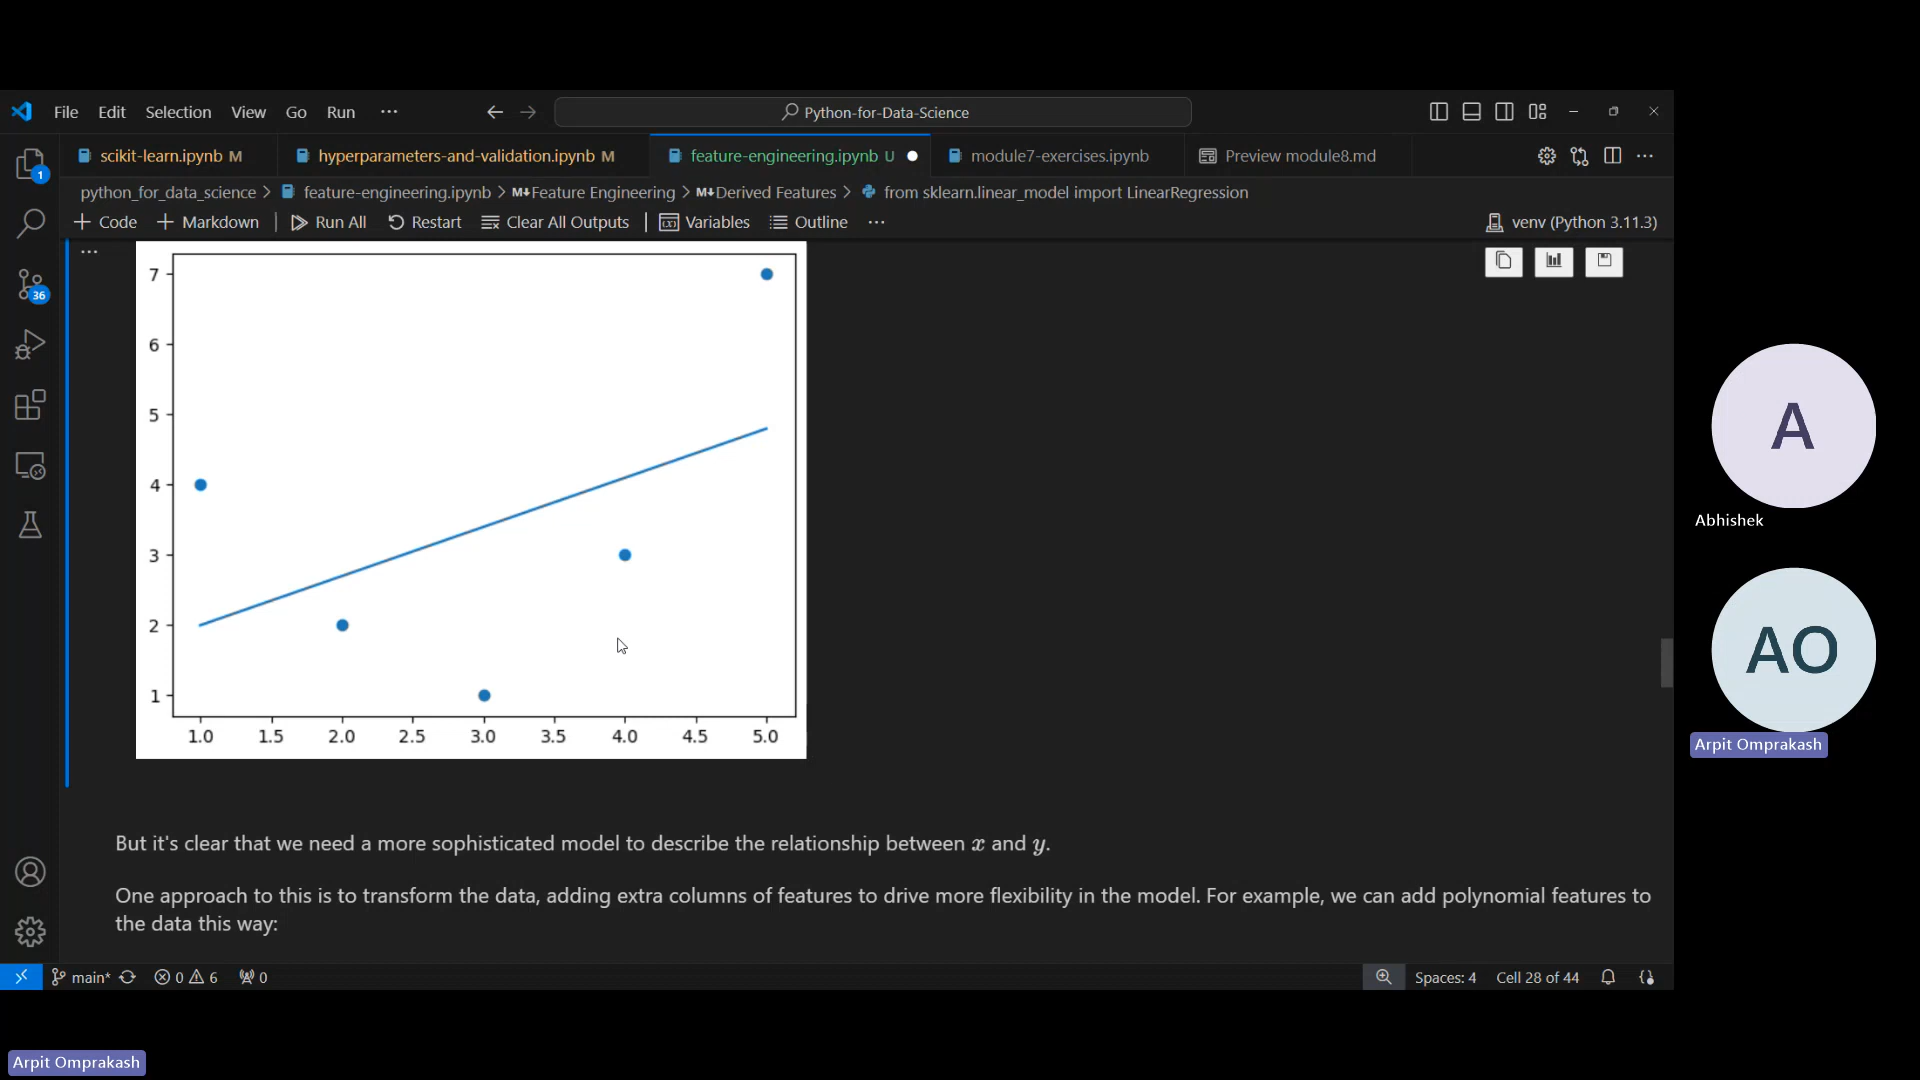 File Edit Selection View Go Run ... Python-for-Data-Science
scikit-learn.ipynb M hyperparameters-and-validation.ipynb M feature-engineering.ipynb U module7-exercises.ipynb Preview module8.md
python_for_data_science > feature-engineering.ipynb > M↓Feature Engineering > M↓Derived Features > from sklearn.linear_model import LinearRegression
+ Code + Markdown | Run All Restart Clear All Outputs | Variables Outline ... venv (Python 3.11.3)
1
36
7
6
5
4
3
2
1
1.0 1.5 2.0 2.5 3.0 3.5 4.0 4.5 5.0
But it's clear that we need a more sophisticated model to describe the relationship between x and y.
One approach to this is to transform the data, adding extra columns of features to drive more flexibility in the model. For example, we can add polynomial features to
the data this way:
main* 0 6 0 Spaces: 4 Cell 28 of 44
A
Abhishek
AO
Arpit Omprakash
Arpit Omprakash